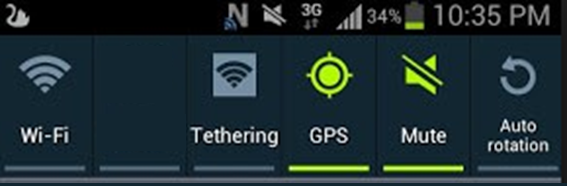 3G 34% 10:35 PM
Wi-Fi Tethering GPS Mute Auto
rotation